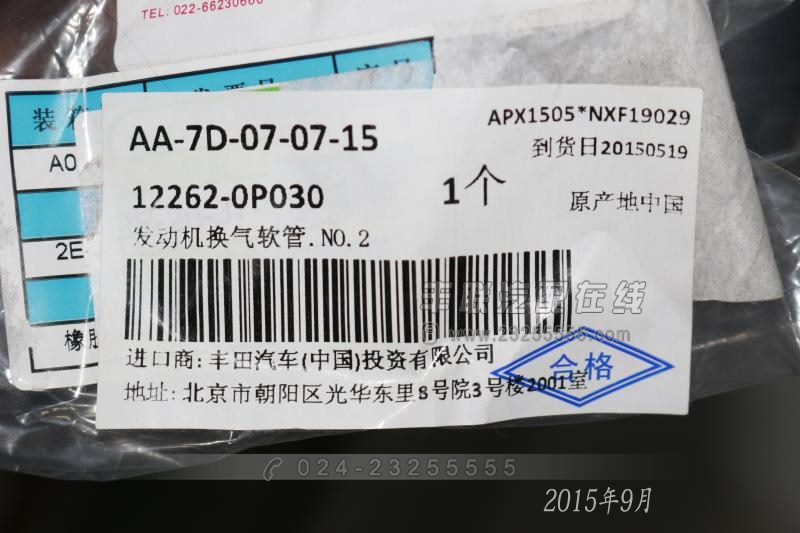 TEL: 022-66230666
装
A0
2E
橡胶
AA-7D-07-07-15
APX1505*NXF19029
到货日20150519
12262-0P030
1个
原产地中国
发动机换气软管.NO.2
丰联汽配在线
www.23255555.com
进口商:丰田汽车(中国)投资有限公司
合格
地址:北京市朝阳区光华东里8号院3号楼2001室
024-23255555
2015年9月